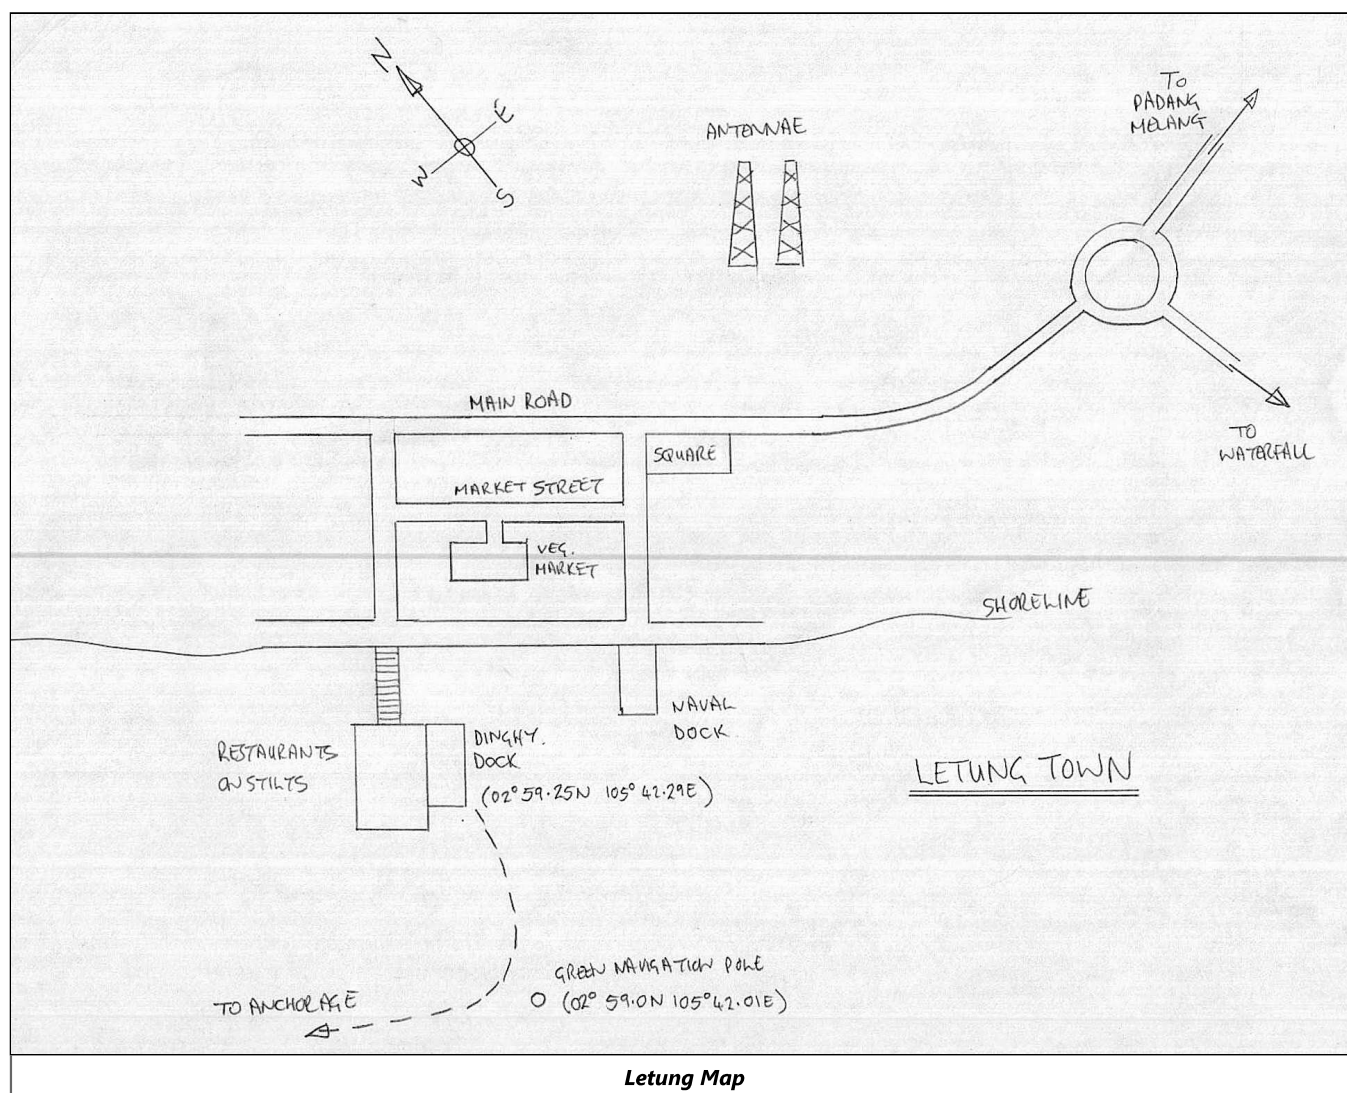 N
E
W
S
ANTENNAE
TO
PADANG
MELANG
MAIN ROAD
SQUARE
TO
WATERFALL
MARKET STREET
VEG.
MARKET
SHORELINE
NAVAL
DOCK
RESTAURANTS
ON STILTS
DINGHY.
DOCK
(02° 59.25N 105° 42.29E)
LETUNG TOWN
GREEN NAVIGATION POLE
(02° 59.0N 105° 42.01E)
TO ANCHORAGE
Letung Map